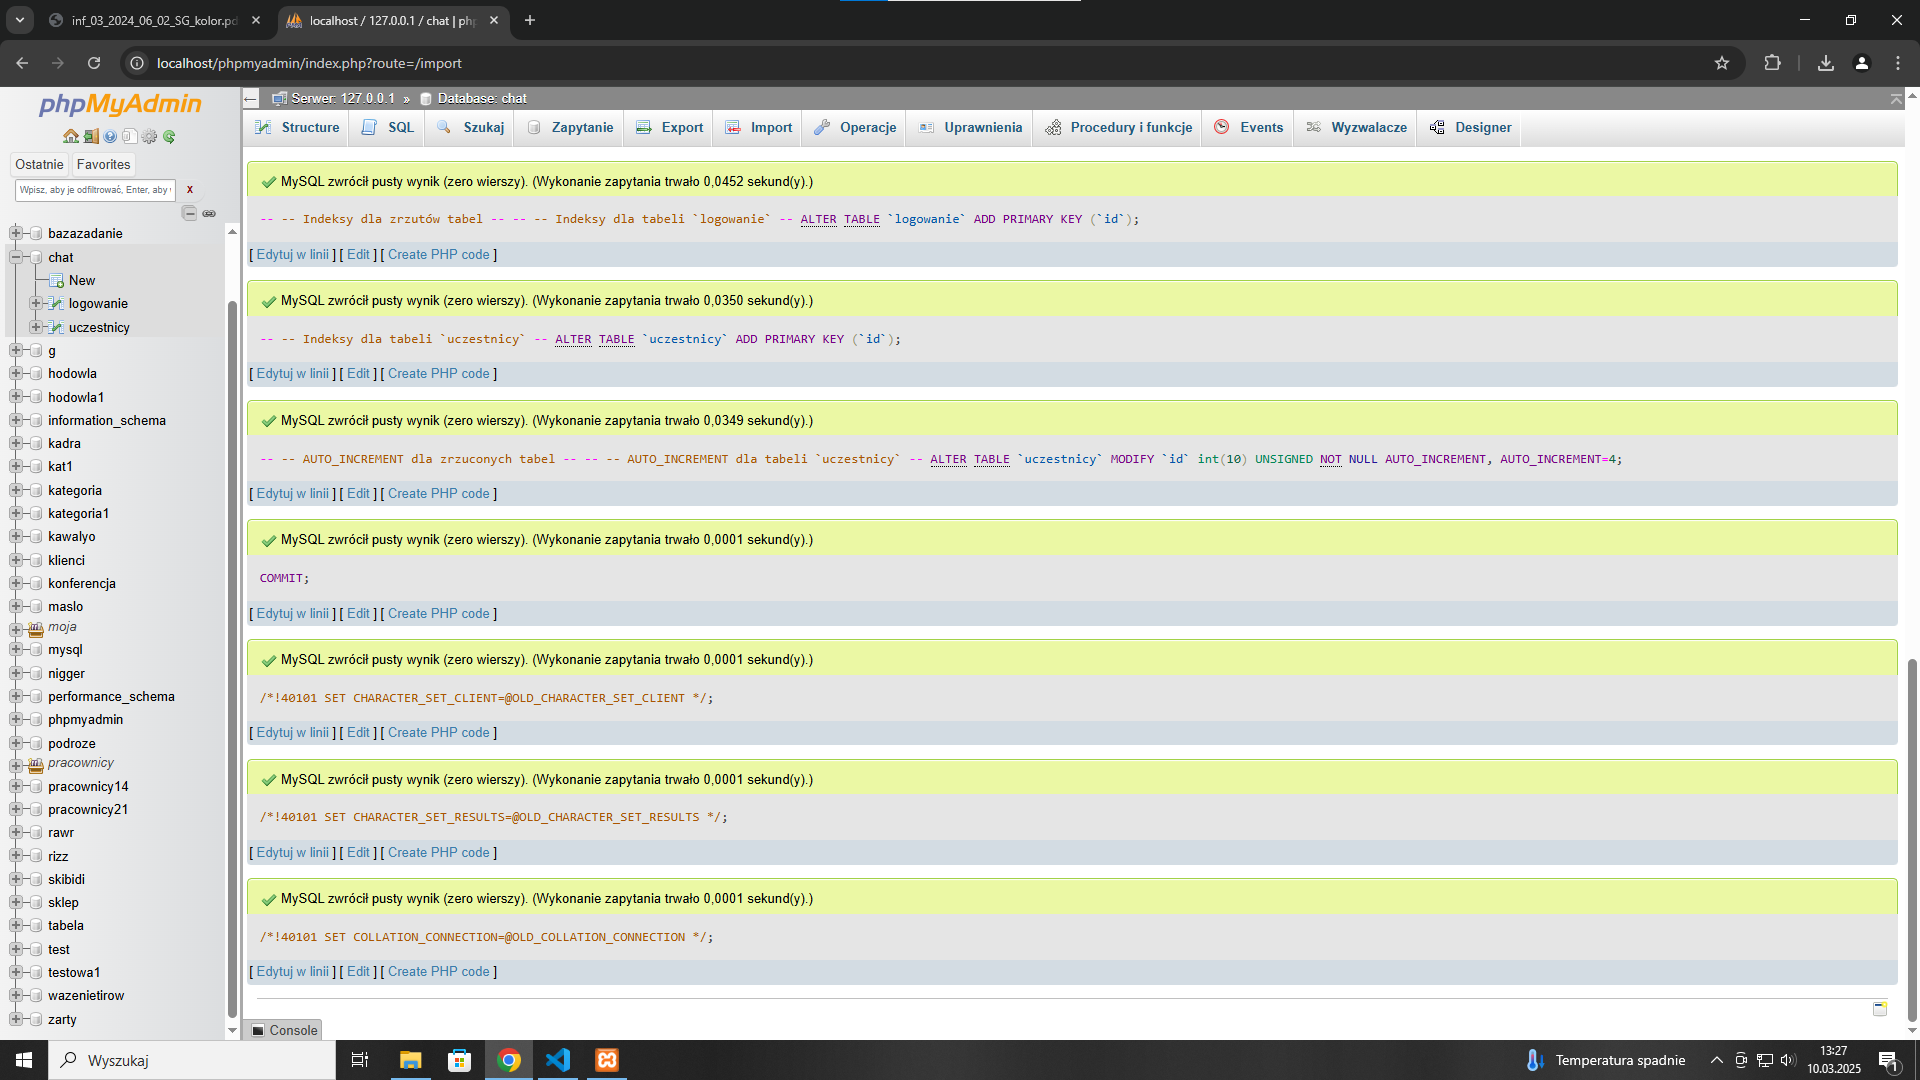 inf_03_2024_06_02_SG_kolor.pd
localhost / 127.0.0.1 / chat | php
localhost/phpmyadmin/index.php?route=/import
phpMyAdmin
Ostatnie Favorites
Wpisz, aby je odfiltrować, Enter, aby
x
bazazadanie
chat
New
logowanie
uczestnicy
g
hodowla
hodowla1
information_schema
kadra
kat1
kategoria
kategoria1
kawalyo
klienci
konferencja
maslo
moja
mysql
nigger
performance_schema
phpmyadmin
podroze
pracownicy
pracownicy14
pracownicy21
rawr
rizz
skibidi
sklep
tabela
test
testowa1
wazenietirow
zarty
Serwer: 127.0.0.1 » Database: chat
Structure SQL Szukaj Zapytanie Export Import Operacje Uprawnienia Procedury i funkcje Events Wyzwalacze Designer
MySQL zwrócił pusty wynik (zero wierszy). (Wykonanie zapytania trwało 0,0452 sekund(y).)
-- -- Indeksy dla zrzutów tabel -- -- -- Indeksy dla tabeli `logowanie` -- ALTER TABLE `logowanie` ADD PRIMARY KEY (`id`);
[ Edytuj w linii ] [ Edit ] [ Create PHP code ]
MySQL zwrócił pusty wynik (zero wierszy). (Wykonanie zapytania trwało 0,0350 sekund(y).)
-- -- Indeksy dla tabeli `uczestnicy` -- ALTER TABLE `uczestnicy` ADD PRIMARY KEY (`id`);
[ Edytuj w linii ] [ Edit ] [ Create PHP code ]
MySQL zwrócił pusty wynik (zero wierszy). (Wykonanie zapytania trwało 0,0349 sekund(y).)
-- -- AUTO_INCREMENT dla zrzuconych tabel -- -- -- AUTO_INCREMENT dla tabeli `uczestnicy` -- ALTER TABLE `uczestnicy` MODIFY `id` int(10) UNSIGNED NOT NULL AUTO_INCREMENT, AUTO_INCREMENT=4;
[ Edytuj w linii ] [ Edit ] [ Create PHP code ]
MySQL zwrócił pusty wynik (zero wierszy). (Wykonanie zapytania trwało 0,0001 sekund(y).)
COMMIT;
[ Edytuj w linii ] [ Edit ] [ Create PHP code ]
MySQL zwrócił pusty wynik (zero wierszy). (Wykonanie zapytania trwało 0,0001 sekund(y).)
/*!40101 SET CHARACTER_SET_CLIENT=@OLD_CHARACTER_SET_CLIENT */;
[ Edytuj w linii ] [ Edit ] [ Create PHP code ]
MySQL zwrócił pusty wynik (zero wierszy). (Wykonanie zapytania trwało 0,0001 sekund(y).)
/*!40101 SET CHARACTER_SET_RESULTS=@OLD_CHARACTER_SET_RESULTS */;
[ Edytuj w linii ] [ Edit ] [ Create PHP code ]
MySQL zwrócił pusty wynik (zero wierszy). (Wykonanie zapytania trwało 0,0001 sekund(y).)
/*!40101 SET COLLATION_CONNECTION=@OLD_COLLATION_CONNECTION */;
[ Edytuj w linii ] [ Edit ] [ Create PHP code ]
Console
Wyszukaj
Temperatura spadnie
13:27
10.03.2025
1